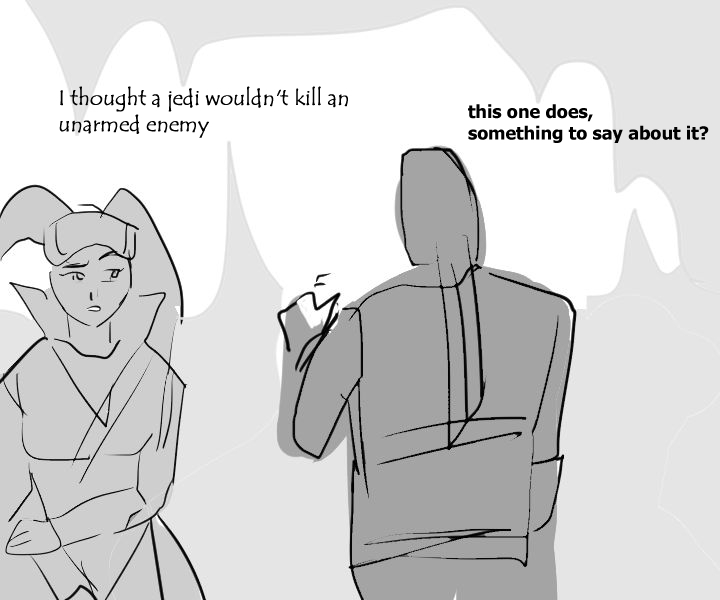 I thought a jedi wouldn't kill an
unarmed enemy
this one does,
something to say about it?